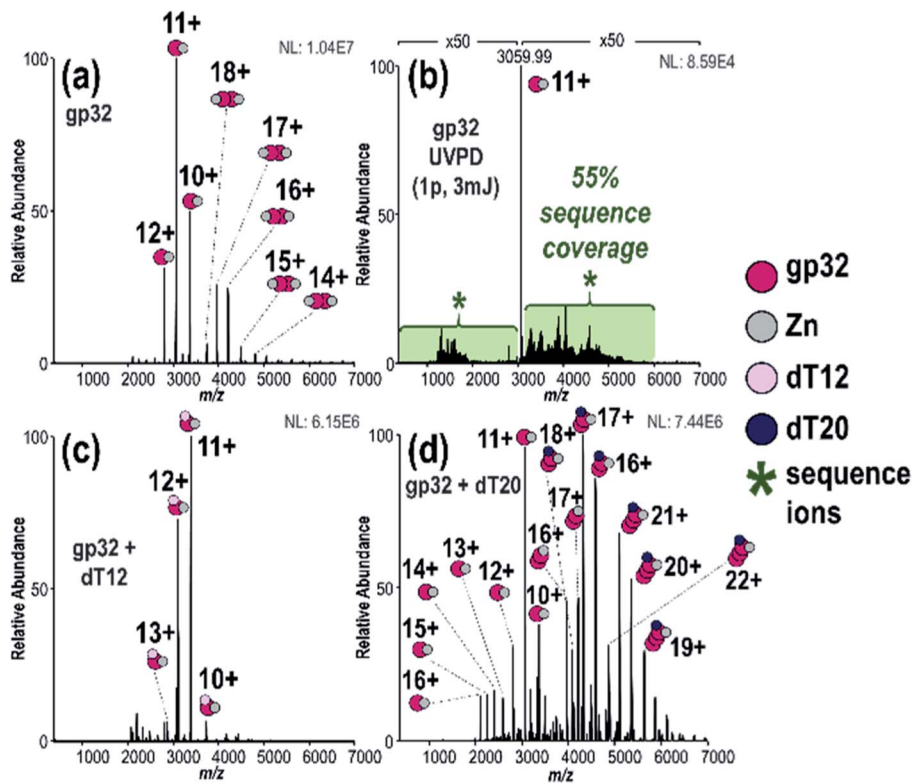 (a)
gp32
NL: 1.04E7
11+
18+
17+
10+
16+
12+
15+
14+
Relative Abundance
100
50
0
1000 2000 3000 4000 5000 6000 7000
m/z
(b)
x50
x50
3059.99
NL: 8.59E4
11+
gp32
UVPD
(1p, 3mJ)
55%
sequence
coverage
*
*
Relative Abundance
100
50
0
1000 2000 3000 4000 5000 6000 7000
m/z
gp32
Zn
dT12
dT20
* sequence
ions
(c)
NL: 6.15E6
11+
12+
gp32 +
dT12
13+
10+
Relative Abundance
100
50
0
1000 2000 3000 4000 5000 6000 7000
m/z
(d)
gp32 + dT20
NL: 7.44E6
11+
18+
17+
16+
17+
16+
21+
13+
14+
12+
10+
20+
22+
15+
19+
16+
Relative Abundance
100
50
0
1000 2000 3000 4000 5000 6000 7000
m/z